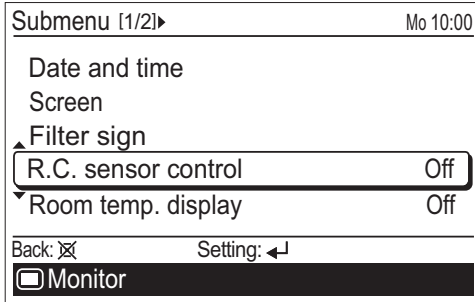 Submenu [1/2] Mo 10:00
Date and time
Screen
Filter sign
R.C. sensor control Off
Room temp. display Off
Back: Setting:
Monitor